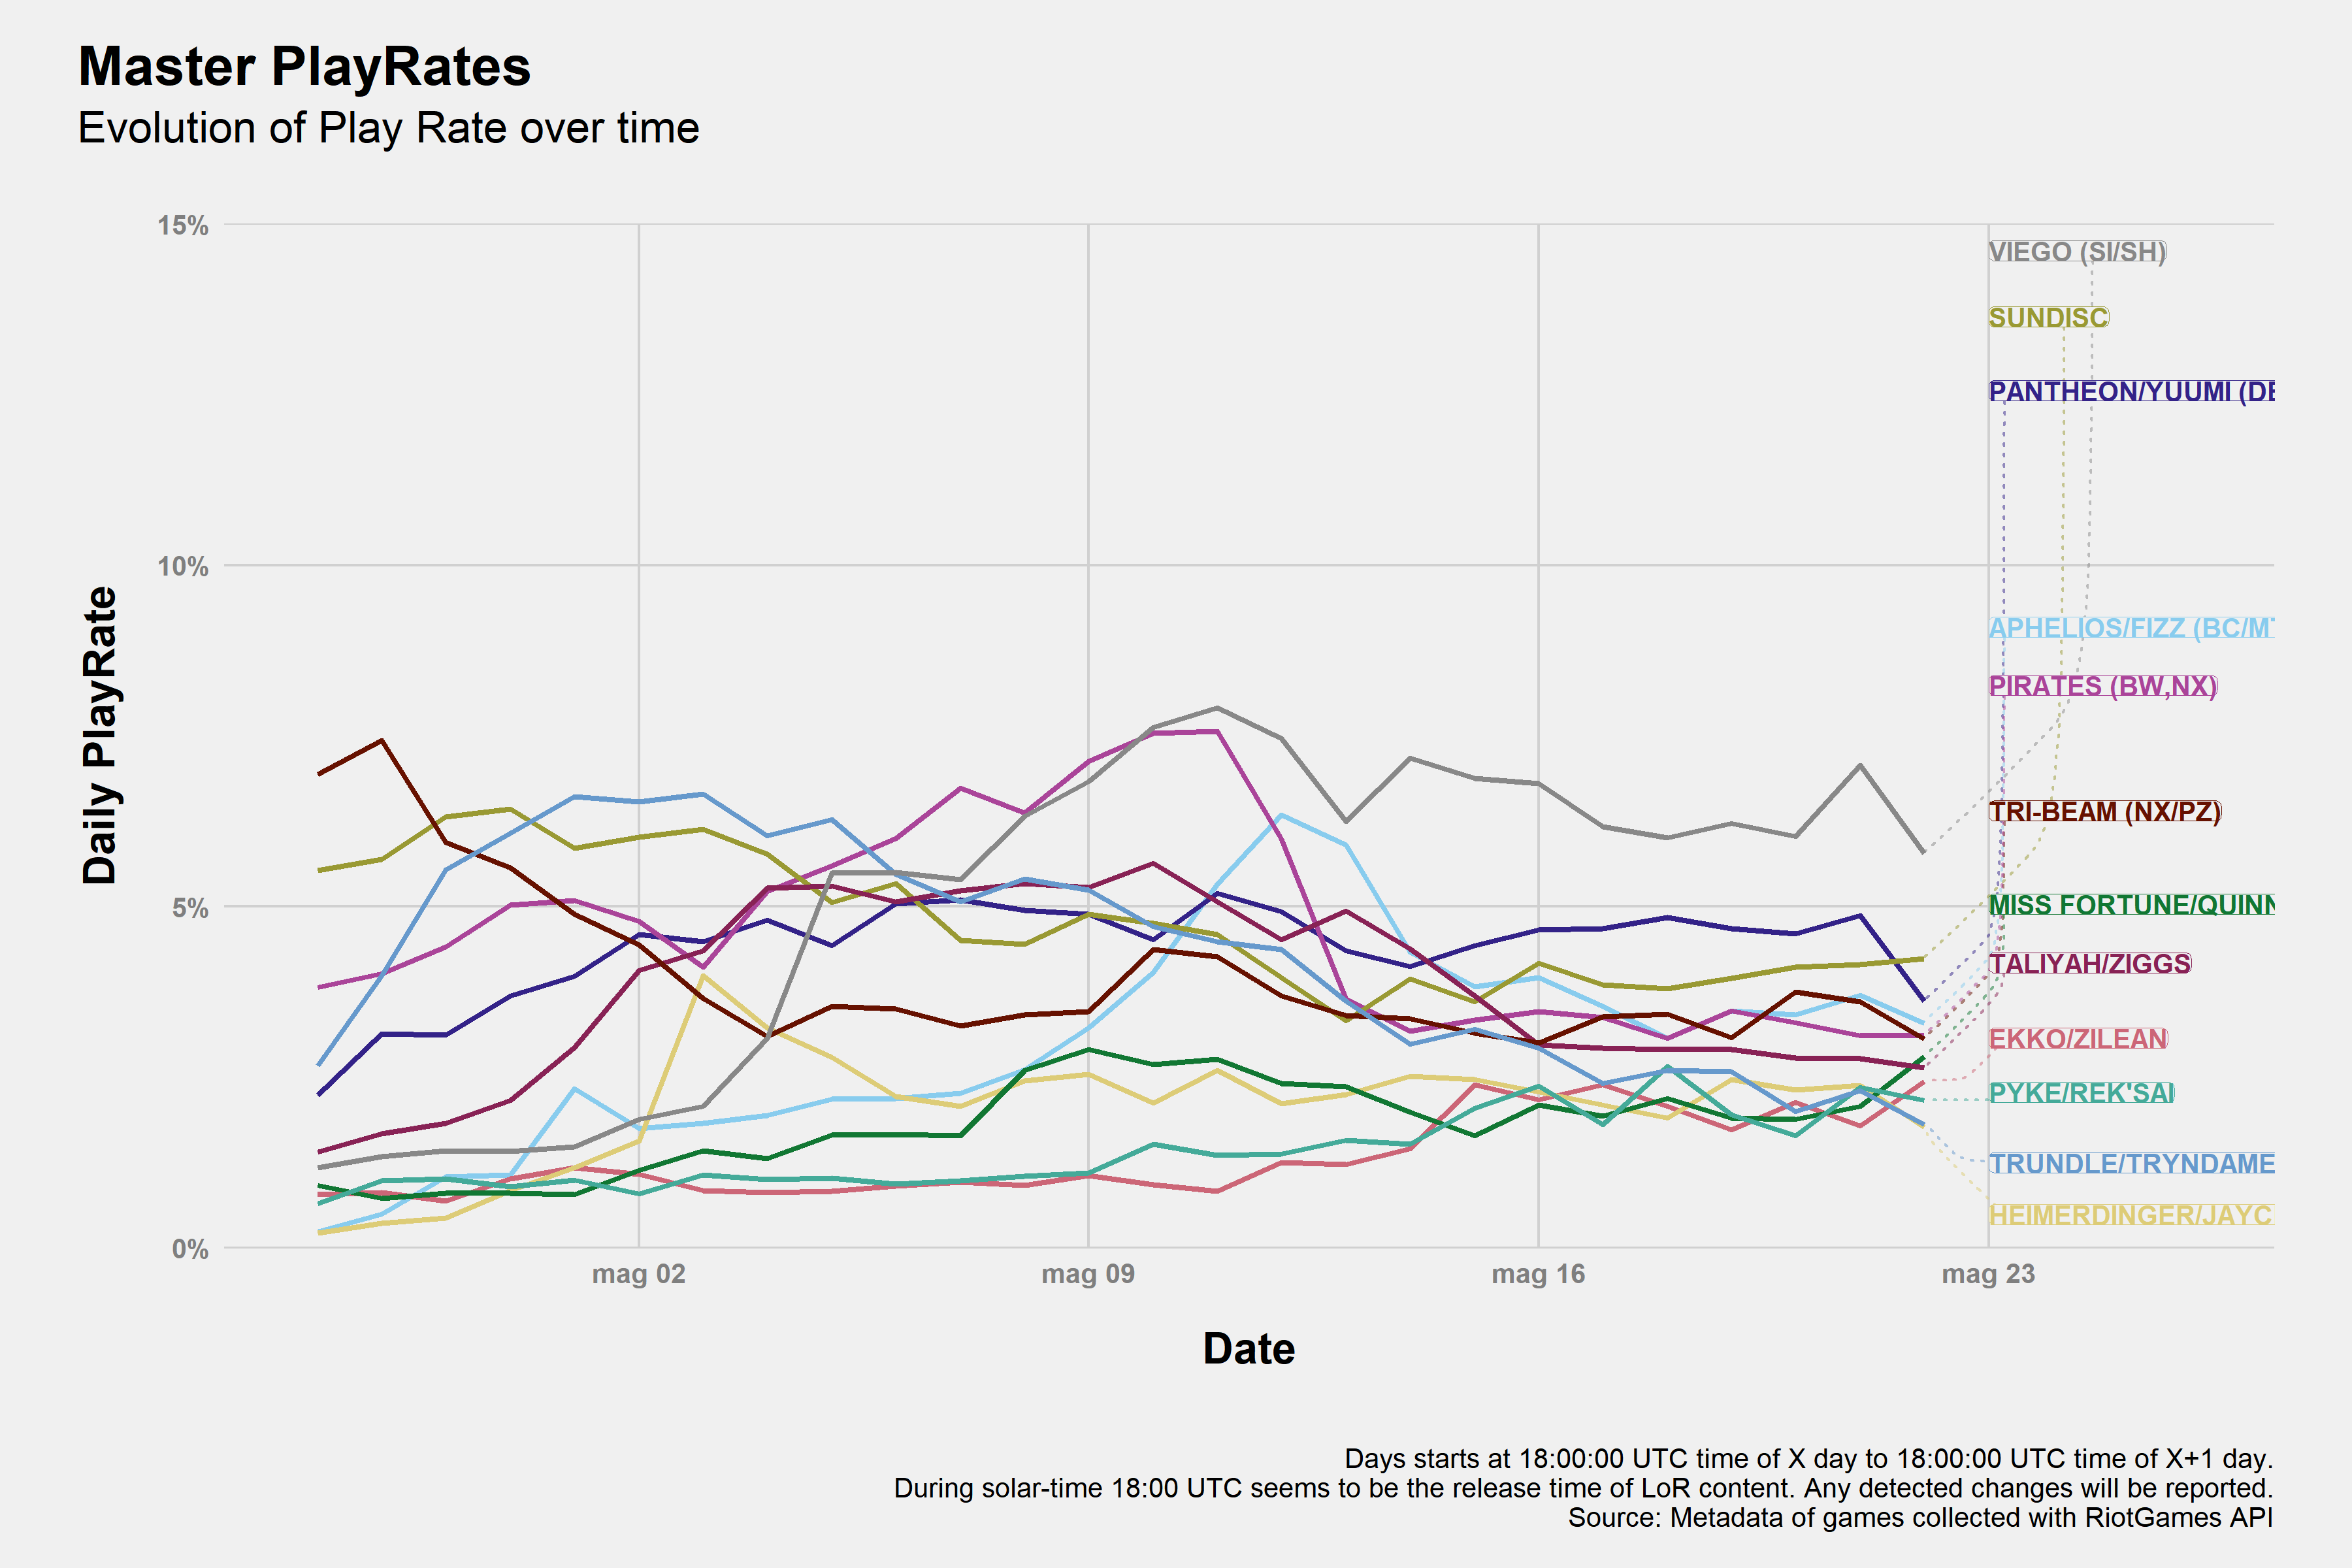 Master PlayRates
Evolution of Play Rate over time
Daily PlayRate
15%
10%
5%
0%
VIEGO (SI/SH)
SUNDISC
PANTHEON/YUUMI (DE
APHELIOS/FIZZ (BC/MT
PIRATES (BW,NX)
TRI-BEAM (NX/PZ)
MISS FORTUNE/QUINN
TALIYAH/ZIGGS
EKKO/ZILEAN
PYKE/REK'SAI
TRUNDLE/TRYNDAME
HEIMERDINGER/JAYC
mag 02
mag 09
mag 16
mag 23
Date
Days starts at 18:00:00 UTC time of X day to 18:00:00 UTC time of X+1 day.
During solar-time 18:00 UTC seems to be the release time of LoR content. Any detected changes will be reported.
Source: Metadata of games collected with RiotGames API